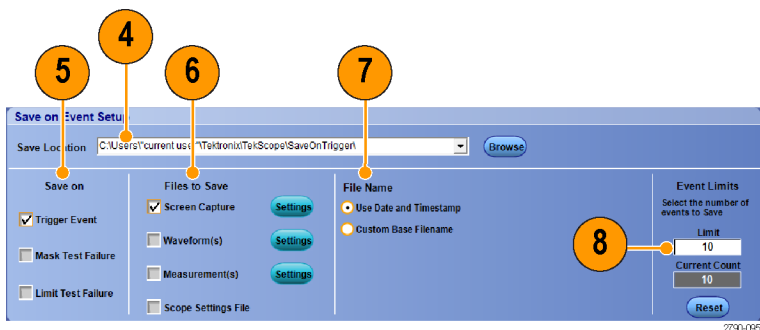 4
5
6
7
Save on Event Setup
Save Location C:\Users\"current user"\Tektronix\TekScope\SaveOnTrigger\ Browse
Save on
Trigger Event
Mask Test Failure
Limit Test Failure
Files to Save
Screen Capture Settings
Waveform(s) Settings
Measurement(s) Settings
Scope Settings File
File Name
Use Date and Timestamp
Custom Base Filename
8
Event Limits
Select the number of
events to Save
Limit
10
Current Count
10
Reset
2790-095